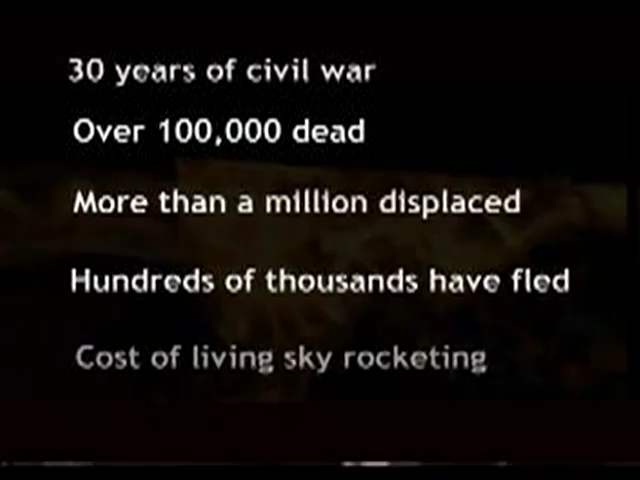 30 years of civil war
Over 100,000 dead
More than a million displaced
Hundreds of thousands have fled
Cost of living sky rocketing